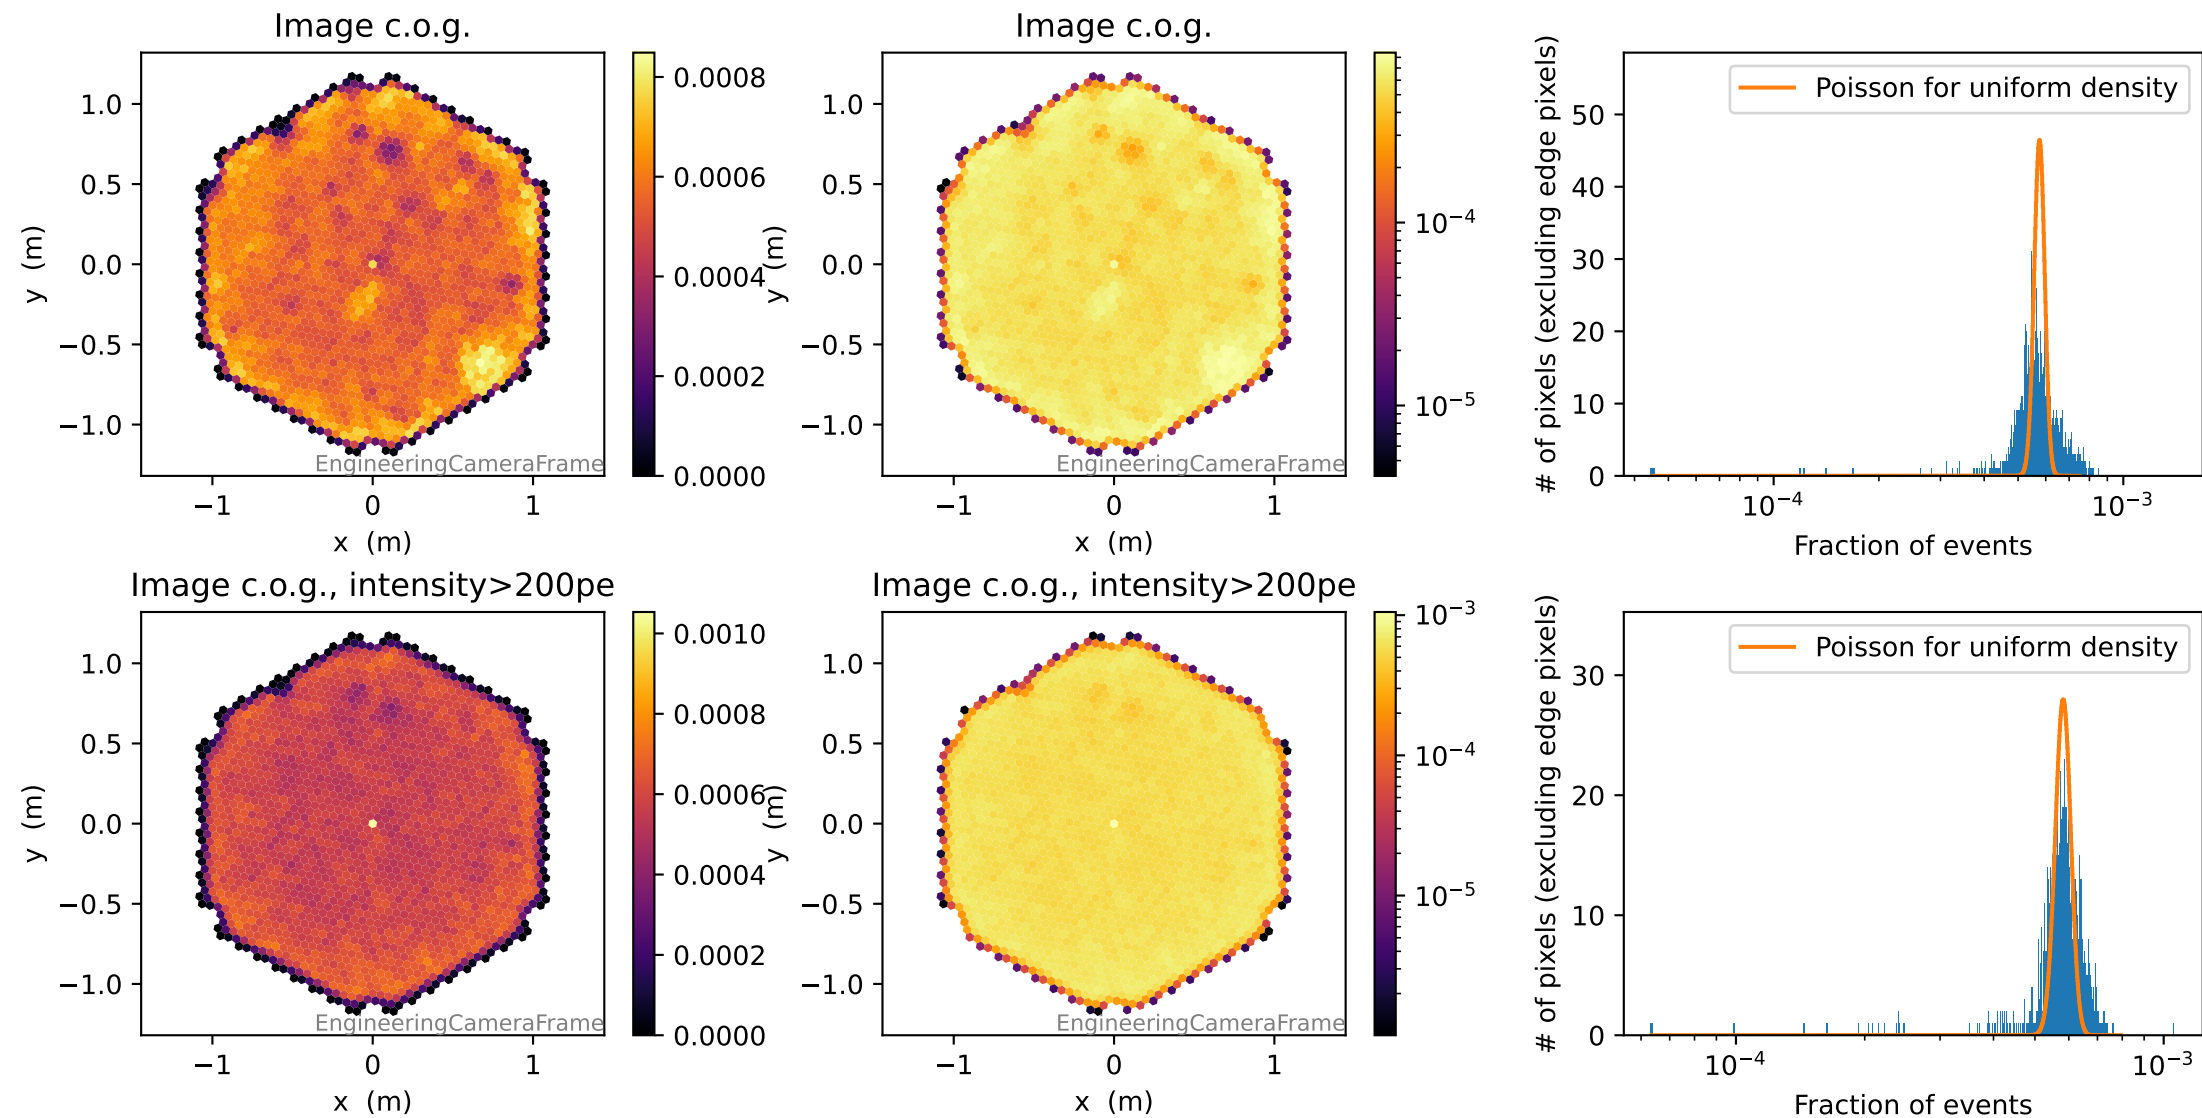 Image c.o.g.
1.0
0.5
0.0
−0.5
−1.0
y (m)
−1
0
1
x (m)
EngineeringCameraFrame
0.0008
0.0006
0.0004
0.0002
0.0000
Image c.o.g.
1.0
0.5
0.0
−0.5
−1.0
y (m)
−1
0
1
x (m)
EngineeringCameraFrame
10⁻⁴
10⁻⁵
Poisson for uniform density
# of pixels (excluding edge pixels)
50
40
30
20
10
0
10⁻⁴
10⁻³
Fraction of events
Image c.o.g., intensity>200pe
1.0
0.5
0.0
−0.5
−1.0
y (m)
−1
0
1
x (m)
EngineeringCameraFrame
0.0010
0.0008
0.0006
0.0004
0.0002
0.0000
Image c.o.g., intensity>200pe
1.0
0.5
0.0
−0.5
−1.0
y (m)
−1
0
1
x (m)
EngineeringCameraFrame
10⁻³
10⁻⁴
10⁻⁵
Poisson for uniform density
# of pixels (excluding edge pixels)
30
20
10
0
10⁻⁴
10⁻³
Fraction of events